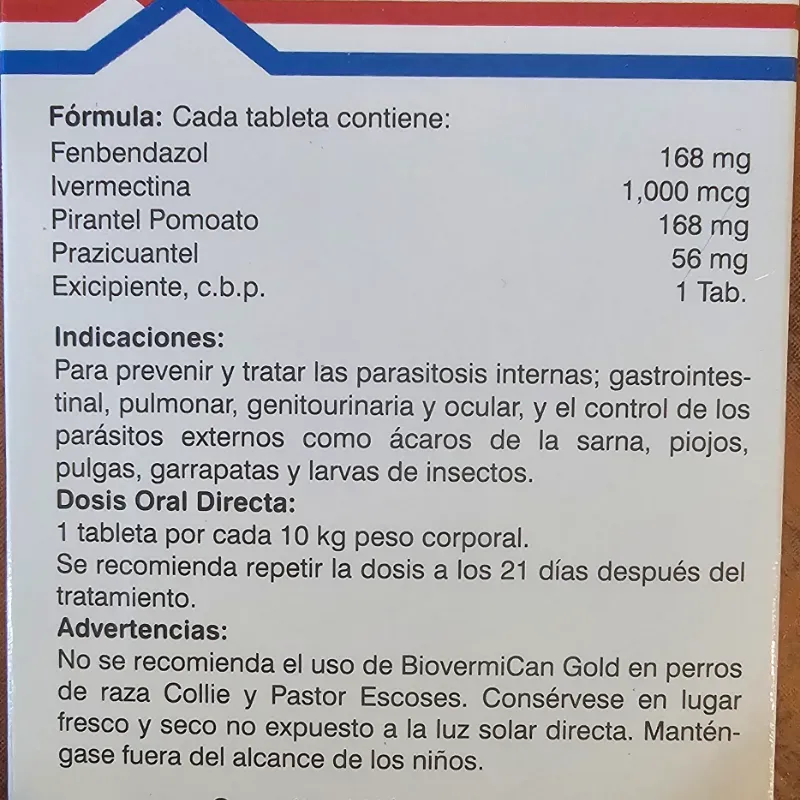 Fórmula: Cada tableta contiene:
Fenbendazol 168 mg
Ivermectina 1,000 mcg
Pirantel Pomoato 168 mg
Prazicuantel 56 mg
Exicipiente, c.b.p. 1 Tab.
Indicaciones:
Para prevenir y tratar las parasitosis internas; gastrointes-
tinal, pulmonar, genitourinaria y ocular, y el control de los
parásitos externos como ácaros de la sarna, piojos,
pulgas, garrapatas y larvas de insectos.
Dosis Oral Directa:
1 tableta por cada 10 kg peso corporal.
Se recomienda repetir la dosis a los 21 días después del
tratamiento.
Advertencias:
No se recomienda el uso de BiovermiCan Gold en perros
de raza Collie y Pastor Escoses. Consérvese en lugar
fresco y seco no expuesto a la luz solar directa. Mantén-
gase fuera del alcance de los niños.